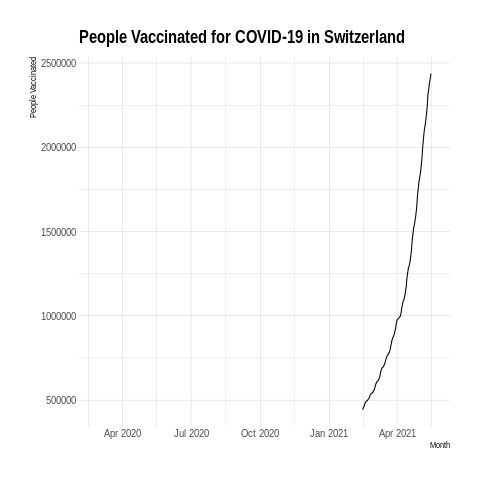 People Vaccinated for COVID-19 in Switzerland
People Vaccinated
2500000
2000000
1500000
1000000
500000
Apr 2020 Jul 2020 Oct 2020 Jan 2021 Apr 2021
Month